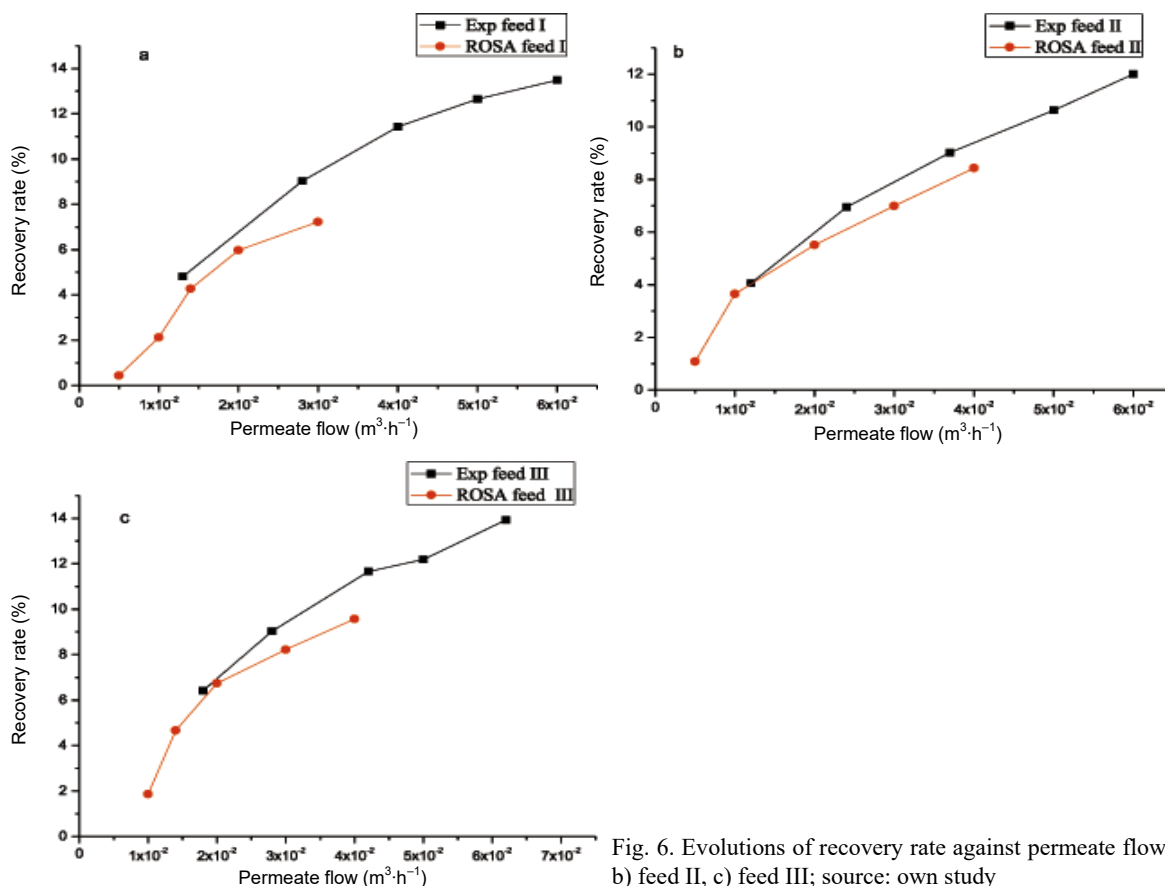 Exp feed I
ROSA feed I
a
Recovery rate (%)
14
12
10
8
6
4
2
0
0 1x10⁻² 2x10⁻² 3x10⁻² 4x10⁻² 5x10⁻² 6x10⁻²
Permeate flow (m³·h⁻¹)
Exp feed II
ROSA feed II
b
Recovery rate (%)
12
10
8
6
4
2
0
0 1x10⁻² 2x10⁻² 3x10⁻² 4x10⁻² 5x10⁻² 6x10⁻²
Permeate flow (m³·h⁻¹)
Exp feed III
ROSA feed III
c
Recovery rate (%)
14
12
10
8
6
4
2
0
1x10⁻² 2x10⁻² 3x10⁻² 4x10⁻² 5x10⁻² 6x10⁻² 7x10⁻²
Permeate flow (m³·h⁻¹)
Fig. 6. Evolutions of recovery rate against permeate flow
b) feed II, c) feed III; source: own study